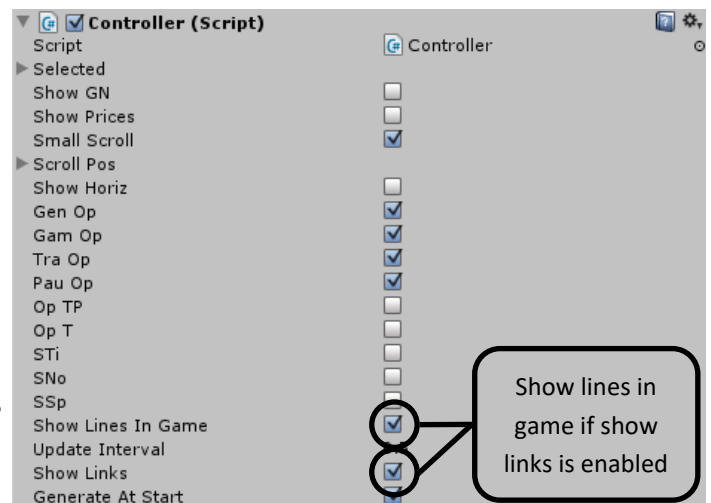 Controller (Script)
Script Controller
Selected
Show GN
Show Prices
Small Scroll
Scroll Pos
Show Horiz
Gen Op
Gam Op
Tra Op
Pau Op
Op TP
Op T
STi
SNo
SSp
Show Lines In Game
Update Interval
Show Links
Generate At Start
Show lines in
game if show
links is enabled